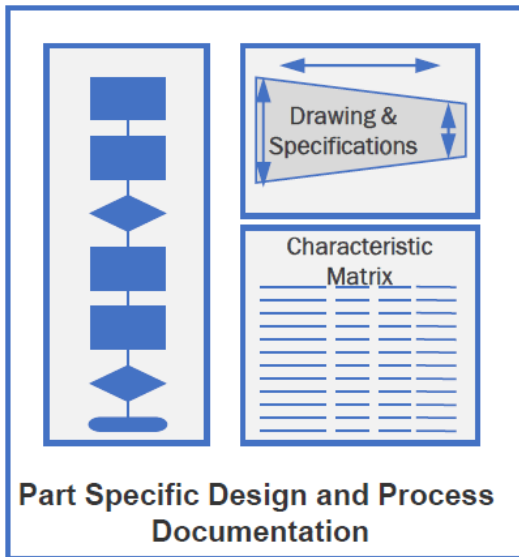 Drawing &
Specifications
Characteristic
Matrix
Part Specific Design and Process
Documentation